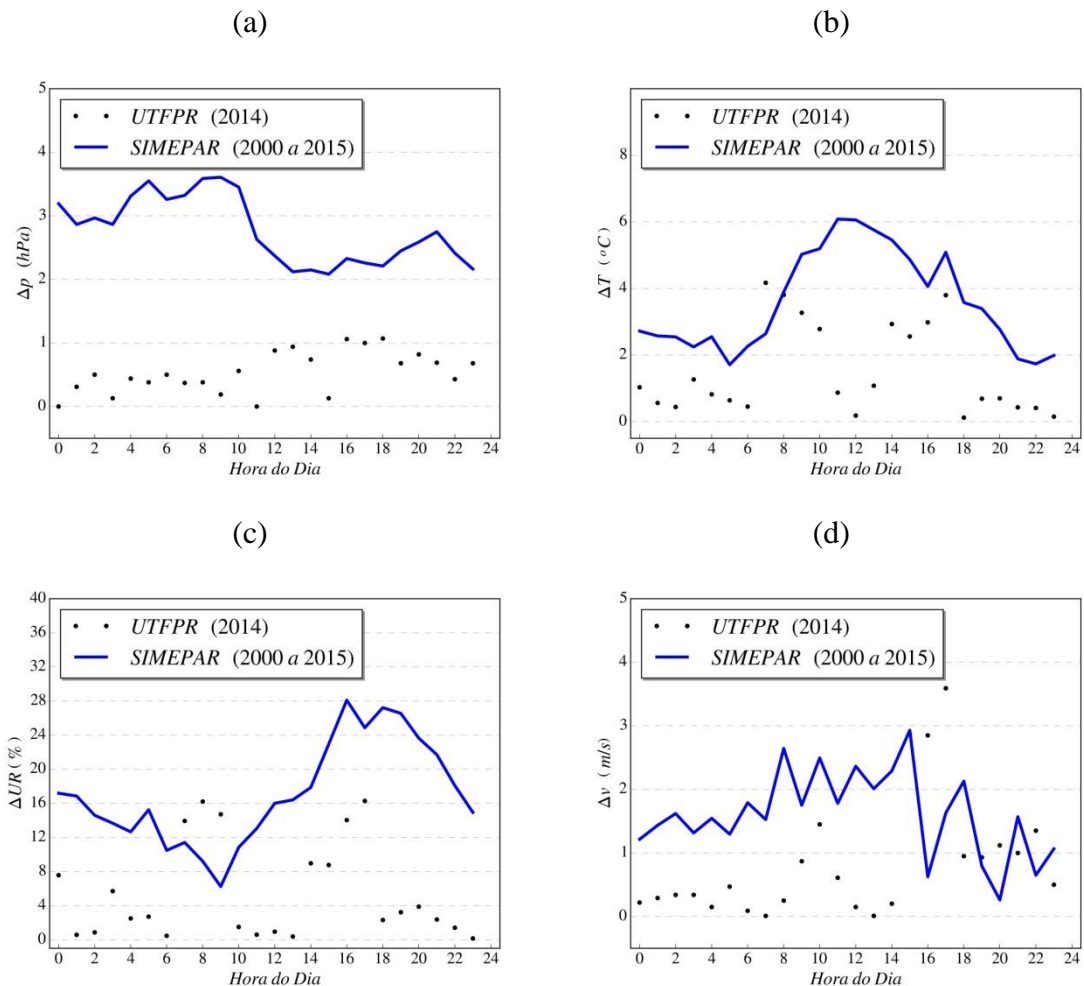 (a)
5
4
3
2
1
0
Δp (hPa)
UTFPR (2014)
SIMEPAR (2000 a 2015)
0 2 4 6 8 10 12 14 16 18 20 22 24
Hora do Dia
(b)
8
6
4
2
0
ΔT (°C)
UTFPR (2014)
SIMEPAR (2000 a 2015)
0 2 4 6 8 10 12 14 16 18 20 22 24
Hora do Dia
(c)
40
36
32
28
24
20
16
12
8
4
0
ΔUR (%)
UTFPR (2014)
SIMEPAR (2000 a 2015)
0 2 4 6 8 10 12 14 16 18 20 22 24
Hora do Dia
(d)
5
4
3
2
1
0
Δv (m/s)
UTFPR (2014)
SIMEPAR (2000 a 2015)
0 2 4 6 8 10 12 14 16 18 20 22 24
Hora do Dia